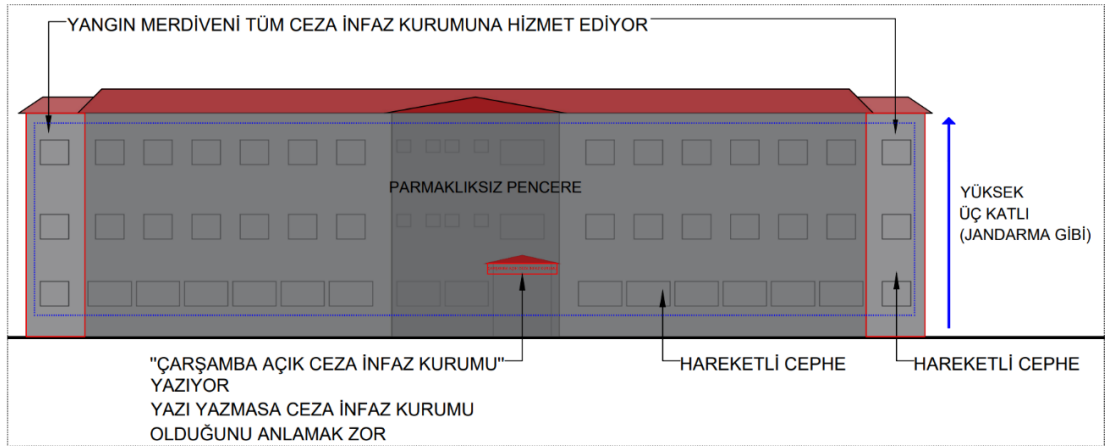 YANGIN MERDİVENİ TÜM CEZA İNFAZ KURUMUNA HİZMET EDİYOR
PARMAKLIKSIZ PENCERE
YÜKSEK
ÜÇ KATLI
(JANDARMA GİBİ)
"ÇARŞAMBA AÇIK CEZA İNFAZ KURUMU"
YAZIYOR
YAZI YAZMASA CEZA İNFAZ KURUMU
OLDUĞUNU ANLAMAK ZOR
HAREKETLİ CEPHE
HAREKETLİ CEPHE